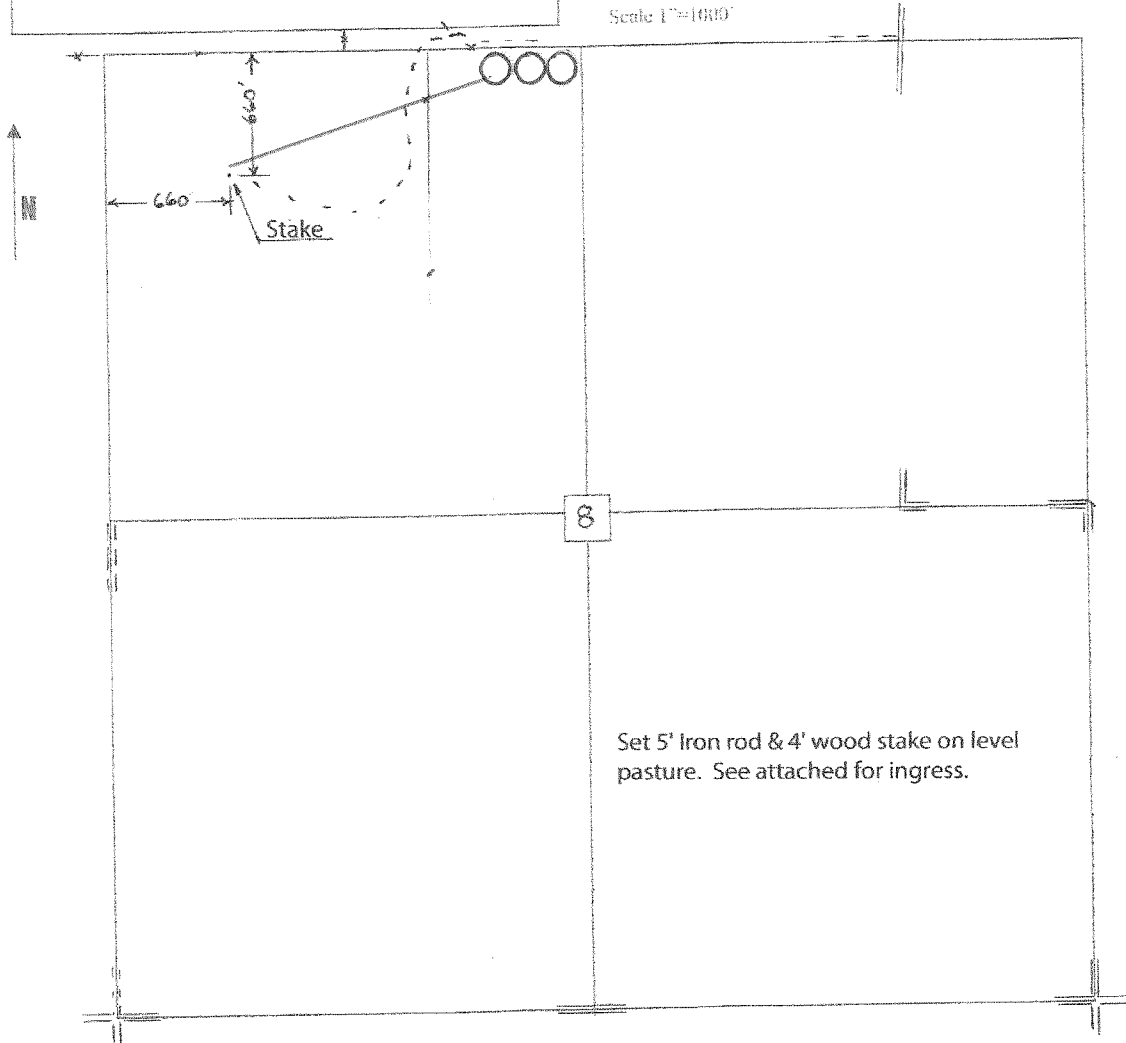 Scale 1"=1000'
660'
N
660
Stake
8
Set 5' Iron rod & 4' wood stake on level
pasture. See attached for ingress.